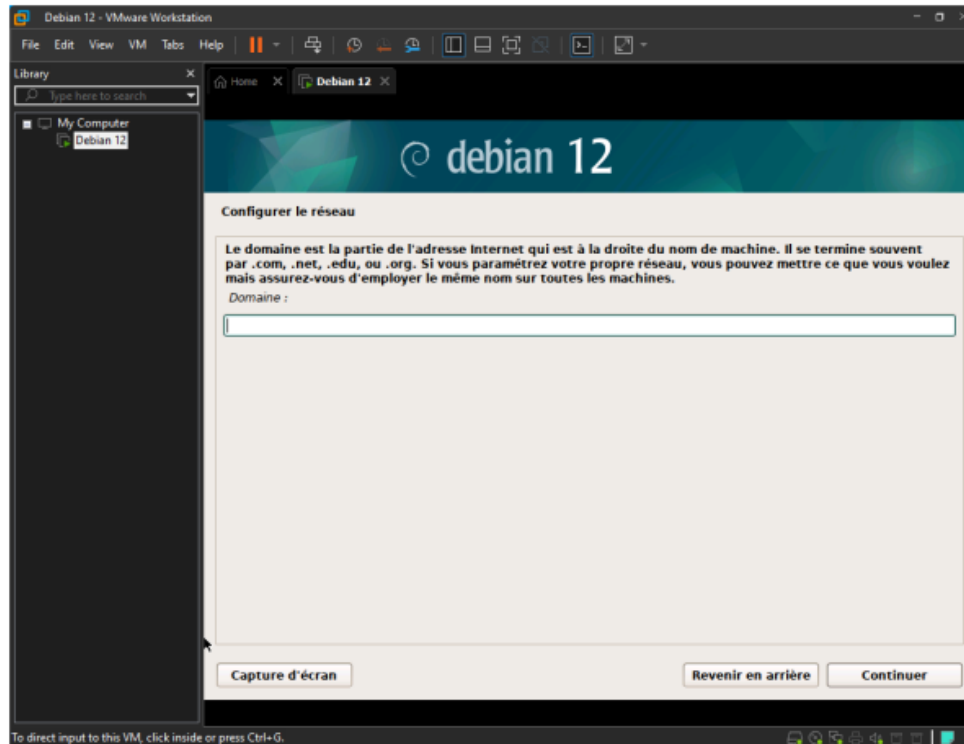 Debian 12 - VMware Workstation
File Edit View VM Tabs Help
Library
Type here to search
My Computer
Debian 12
Home
Debian 12
debian 12
Configurer le réseau
Le domaine est la partie de l'adresse Internet qui est à la droite du nom de machine. Il se termine souvent
par .com, .net, .edu, ou .org. Si vous paramétrez votre propre réseau, vous pouvez mettre ce que vous voulez
mais assurez-vous d'employer le même nom sur toutes les machines.
Domaine :
Capture d'écran Revenir en arrière Continuer
To direct input to this VM, click inside or press Ctrl+G.